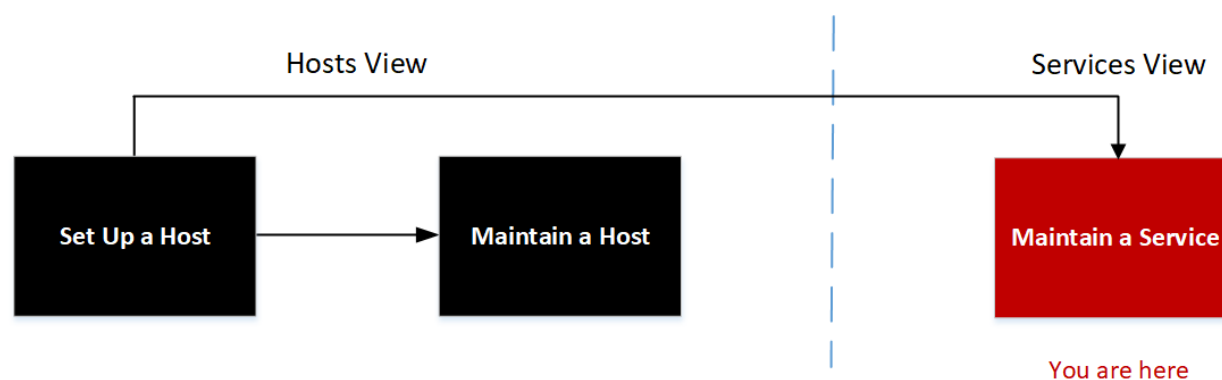 Hosts View
Services View
Set Up a Host
Maintain a Host
Maintain a Service
You are here